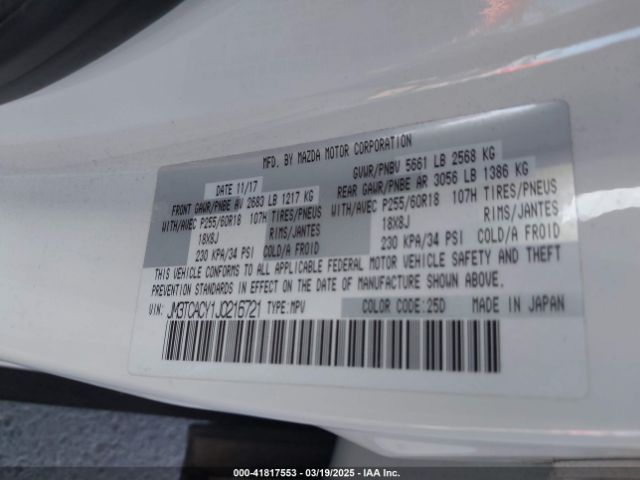 MFD. BY MAZDA MOTOR CORPORATION
DATE 11/17 GVWR/PNBV 5661 LB 2568 KG
FRONT GAWR/PNBE AV 2683 LB 1217 KG REAR GAWR/PNBE AR 3056 LB 1386 KG
WITH/AVEC P255/60R18 107H TIRES/PNEUS WITH/AVEC P255/60R18 107H TIRES/PNEUS
18X8J RIMS/JANTES 18X8J RIMS/JANTES
230 KPA/34 PSI COLD/A FROID 230 KPA/34 PSI COLD/A FROID
THIS VEHICLE CONFORMS TO ALL APPLICABLE FEDERAL MOTOR VEHICLE SAFETY AND THEFT
PREVENTION STANDARDS IN EFFECT ON THE DATE OF MANUFACTURE SHOWN ABOVE.
VIN: JM3TCACY1J0216721 TYPE:MPV COLOR CODE:25D MADE IN JAPAN
000-41817553 — 03/19/2025 — IAA Inc.